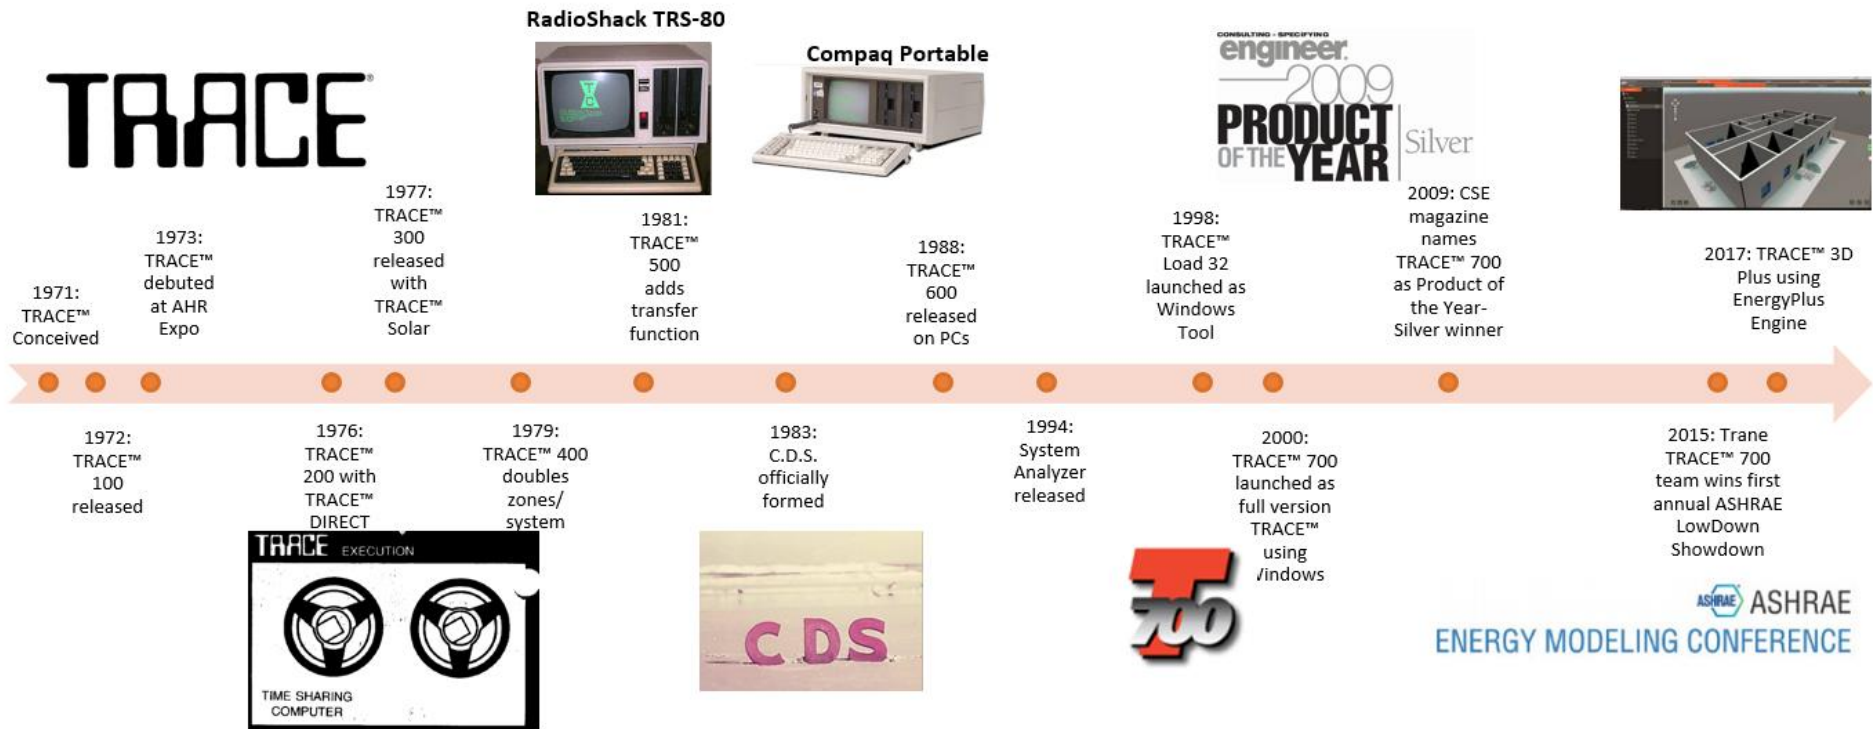 RadioShack TRS-80
Compaq Portable
TRACE®
CONSULTING - SPECIFYING
engineer.
2009
PRODUCT
OF THE YEAR
Silver
1971:
TRACE™
Conceived
1972:
TRACE™
100
released
1973:
TRACE™
debuted
at AHR
Expo
1976:
TRACE™
200 with
TRACE™
DIRECT
TRACE EXECUTION
TIME SHARING
COMPUTER
1977:
TRACE™
300
released
with
TRACE™
Solar
1979:
TRACE™ 400
doubles
zones/
system
1981:
TRACE™
500
adds
transfer
function
1983:
C.D.S.
officially
formed
CDS
1988:
TRACE™
600
released
on PCs
1994:
System
Analyzer
released
1998:
TRACE™
Load 32
launched as
Windows
Tool
2000:
TRACE™ 700
launched as
full version
TRACE™
using
Windows
T
700
2009: CSE
magazine
names
TRACE™ 700
as Product of
the Year-
Silver winner
2015: Trane
TRACE™ 700
team wins first
annual ASHRAE
LowDown
Showdown
ASHRAE ASHRAE
ENERGY MODELING CONFERENCE
2017: TRACE™ 3D
Plus using
EnergyPlus
Engine